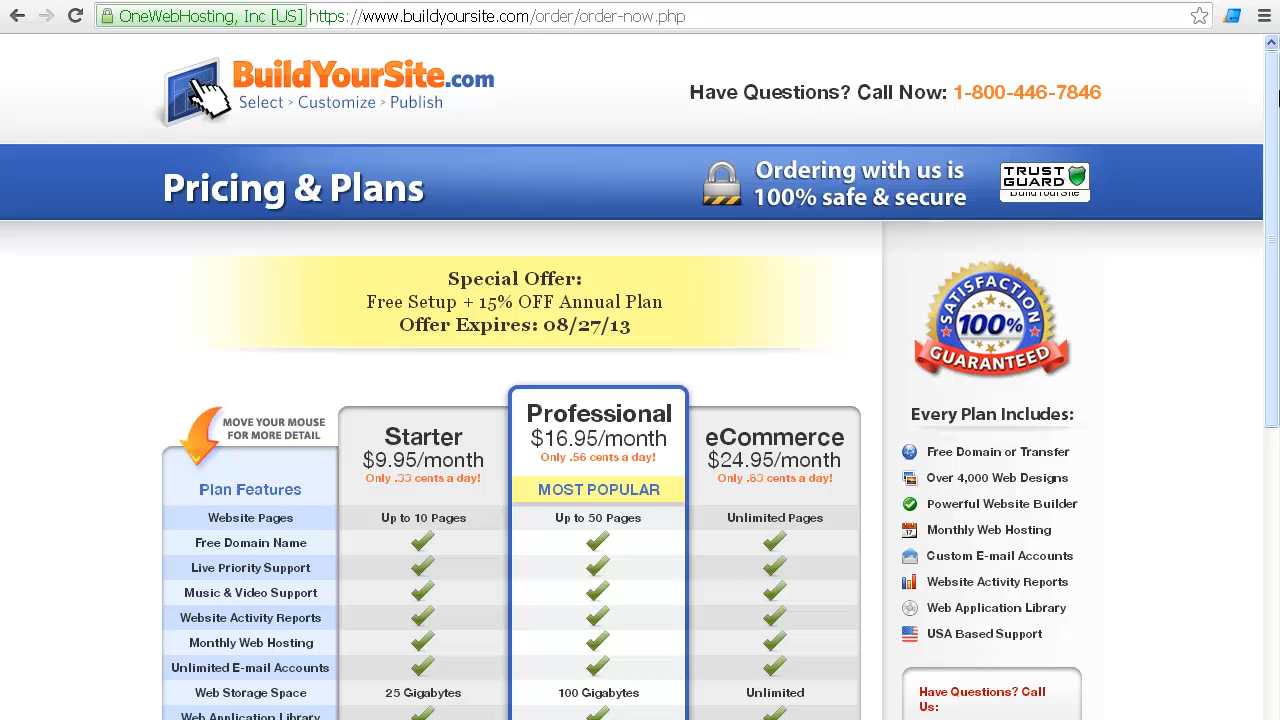 OneWebHosting, Inc [US] https://www.buildyoursite.com/order/order-now.php
BuildYourSite.com
Select > Customize > Publish
Have Questions? Call Now: 1-800-446-7846
Pricing & Plans
Ordering with us is
100% safe & secure
TRUST
GUARD
BuildYourSite
Special Offer:
Free Setup + 15% OFF Annual Plan
Offer Expires: 08/27/13
SATISFACTION
100%
GUARANTEED
MOVE YOUR MOUSE
FOR MORE DETAIL
Starter
$9.95/month
Only .33 cents a day!
Professional
$16.95/month
Only .56 cents a day!
MOST POPULAR
eCommerce
$24.95/month
Only .83 cents a day!
Plan Features
Website Pages Up to 10 Pages Up to 50 Pages Unlimited Pages
Free Domain Name
Live Priority Support
Music & Video Support
Website Activity Reports
Monthly Web Hosting
Unlimited E-mail Accounts
Web Storage Space 25 Gigabytes 100 Gigabytes Unlimited
Web Application Library
Every Plan Includes:
Free Domain or Transfer
Over 4,000 Web Designs
Powerful Website Builder
Monthly Web Hosting
Custom E-mail Accounts
Website Activity Reports
Web Application Library
USA Based Support
Have Questions? Call
Us: